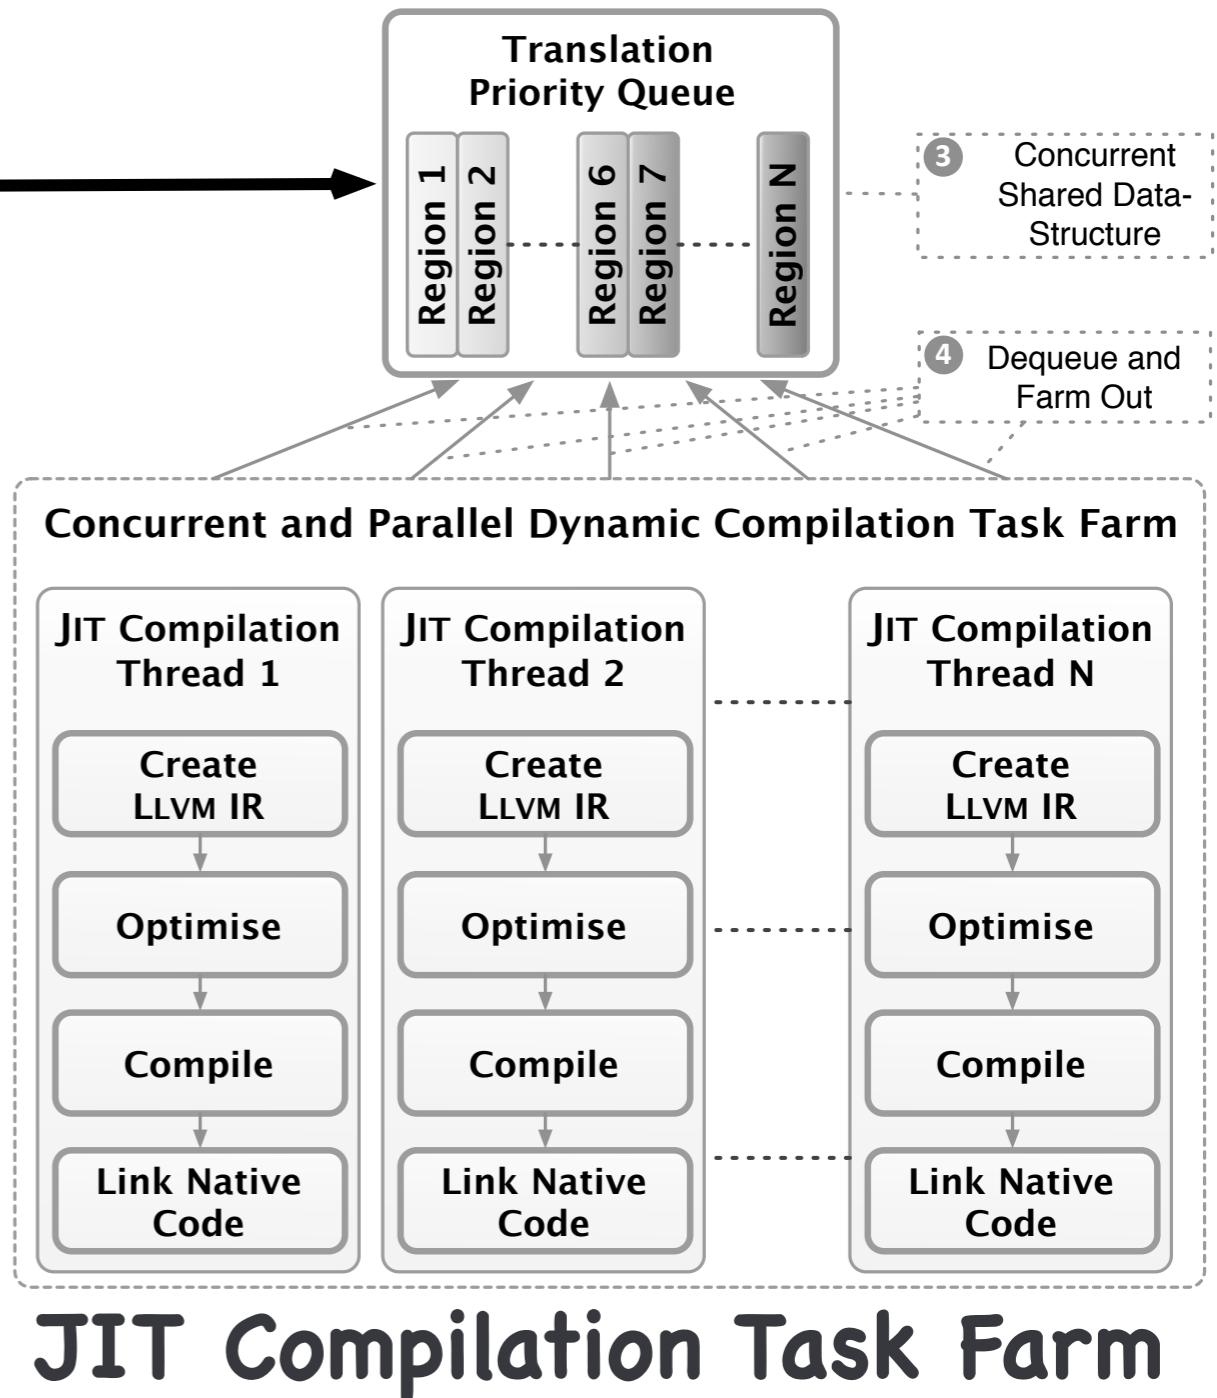 Translation
Priority Queue
Region 1
Region 2
Region 6
Region 7
Region N
3 Concurrent
Shared Data-
Structure
4 Dequeue and
Farm Out
Concurrent and Parallel Dynamic Compilation Task Farm
JIT Compilation
Thread 1
Create
LLVM IR
Optimise
Compile
Link Native
Code
JIT Compilation
Thread 2
Create
LLVM IR
Optimise
Compile
Link Native
Code
JIT Compilation
Thread N
Create
LLVM IR
Optimise
Compile
Link Native
Code
JIT Compilation Task Farm